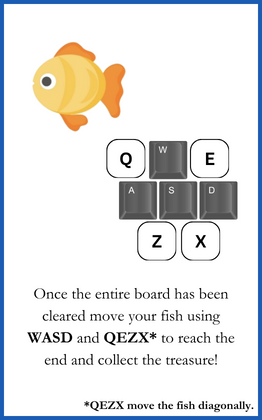 Q W E
A S D
Z X
Once the entire board has been
cleared move your fish using
WASD and QEZX* to reach the
end and collect the treasure!
*QEZX move the fish diagonally.